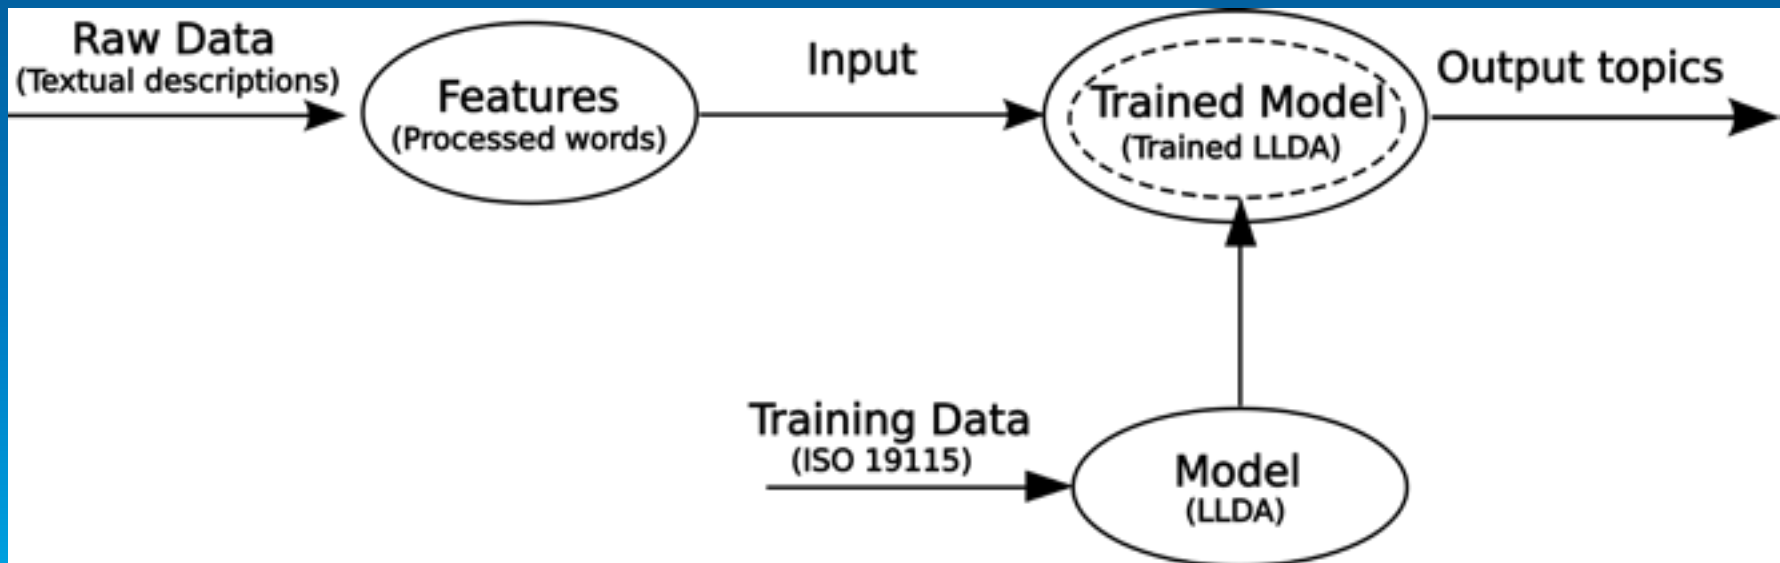 Raw Data
(Textual descriptions)
Features
(Processed words)
Input
Trained Model
(Trained LLDA)
Output topics
Training Data
(ISO 19115)
Model
(LLDA)